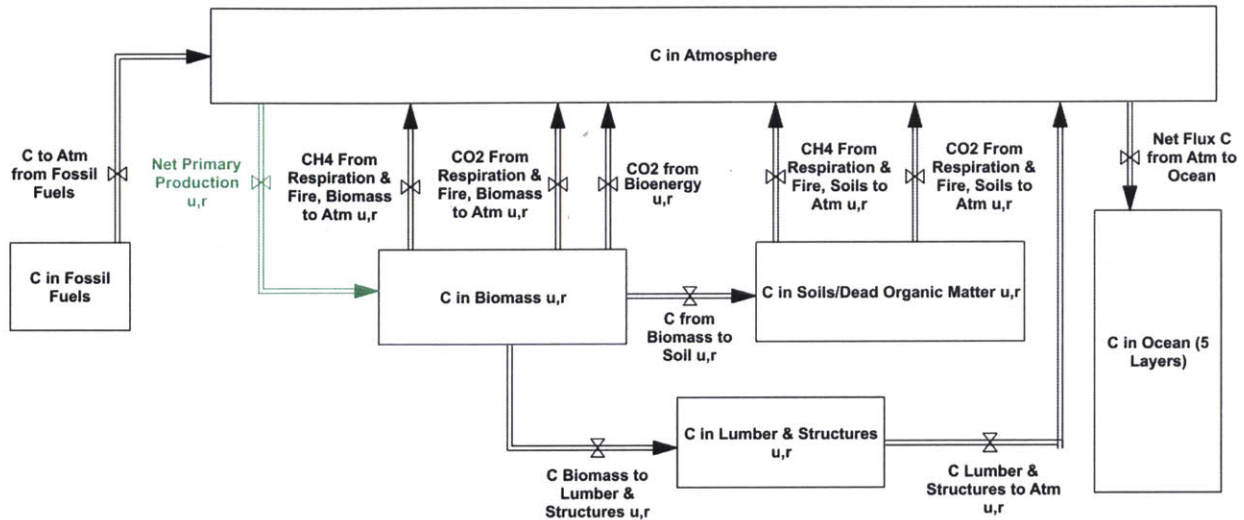 C in Atmosphere
C to Atm
from Fossil
Fuels
Net Primary
Production
u,r
CH4 From
Respiration &
Fire, Biomass
to Atm u,r
CO2 From
Respiration &
Fire, Biomass
to Atm u,r
CO2 from
Bioenergy
u,r
CH4 From
Respiration
& Fire,
Soils to
Atm u,r
CO2 From
Respiration &
Fire, Soils to
Atm u,r
Net Flux C
from Atm to
Ocean
C in Fossil
Fuels
C in Biomass u,r
C from
Biomass to
Soil u,r
C in Soils/Dead Organic Matter u,r
C in Ocean (5
Layers)
C Biomass to
Lumber &
Structures u,r
C in Lumber & Structures
u,r
C Lumber &
Structures to Atm
u,r